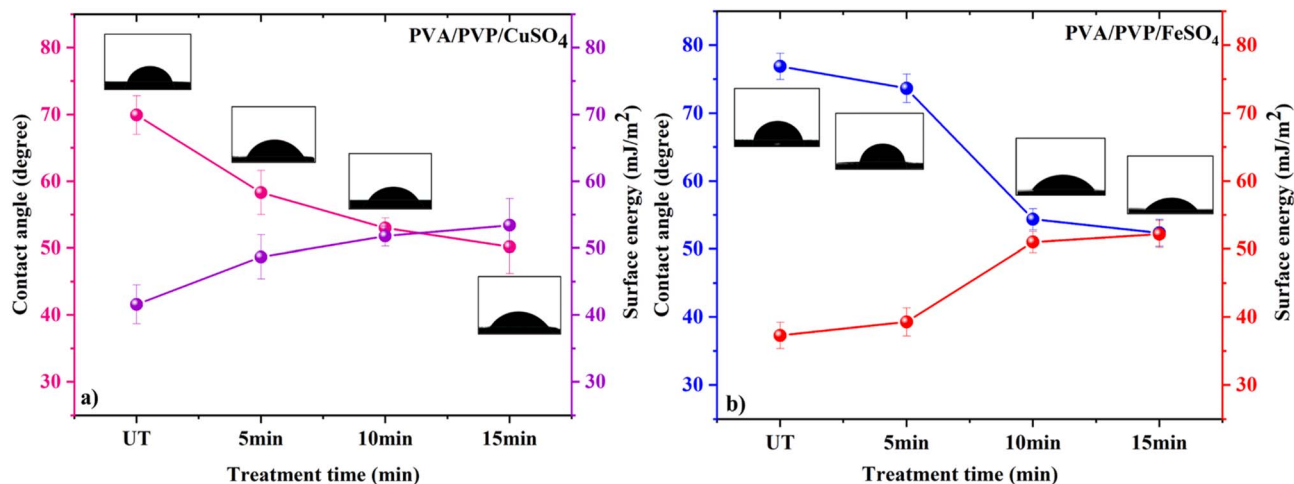 PVA/PVP/CuSO4
Contact angle (degree)
80
70
60
50
40
30
80
70
60
50
40
30
Surface energy (mJ/m2)
a)
UT 5min 10min 15min
Treatment time (min)
PVA/PVP/FeSO4
Contact angle (degree)
80
70
60
50
40
30
80
70
60
50
40
30
Surface energy (mJ/m2)
b)
UT 5min 10min 15min
Treatment time (min)